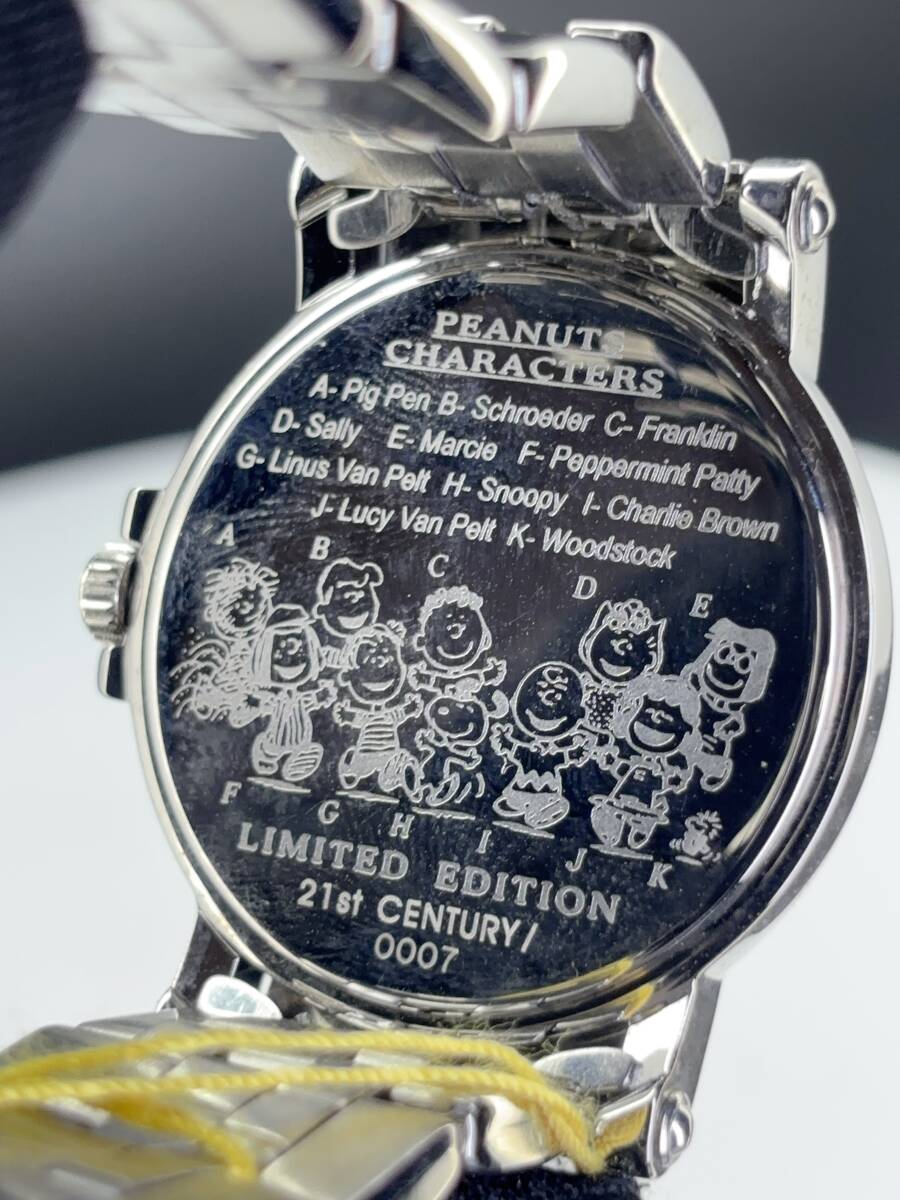 PEANUTS
CHARACTERS
A- Pig Pen B- Schroeder C- Franklin
D- Sally E- Marcie F- Peppermint Patty
G- Linus Van Pelt H- Snoopy I- Charlie Brown
J- Lucy Van Pelt K- Woodstock
A B C D E
F G H I J K
LIMITED EDITION
21st CENTURY/
0007